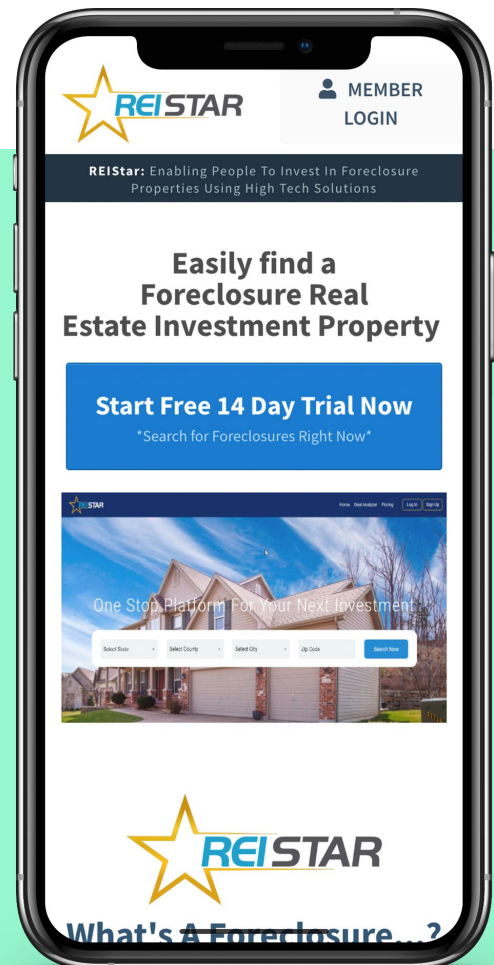 REISTAR
MEMBER
LOGIN
REIStar: Enabling People To Invest In Foreclosure
Properties Using High Tech Solutions
Easily find a
Foreclosure Real
Estate Investment Property
Start Free 14 Day Trial Now
*Search for Foreclosures Right Now*
REISTAR
Home Deal Analyzer Pricing Log In Sign Up
One Stop Platform For Your Next Investment
Select State Select County Select City Zip Code Search Now
REISTAR
What's A Foreclosure...?